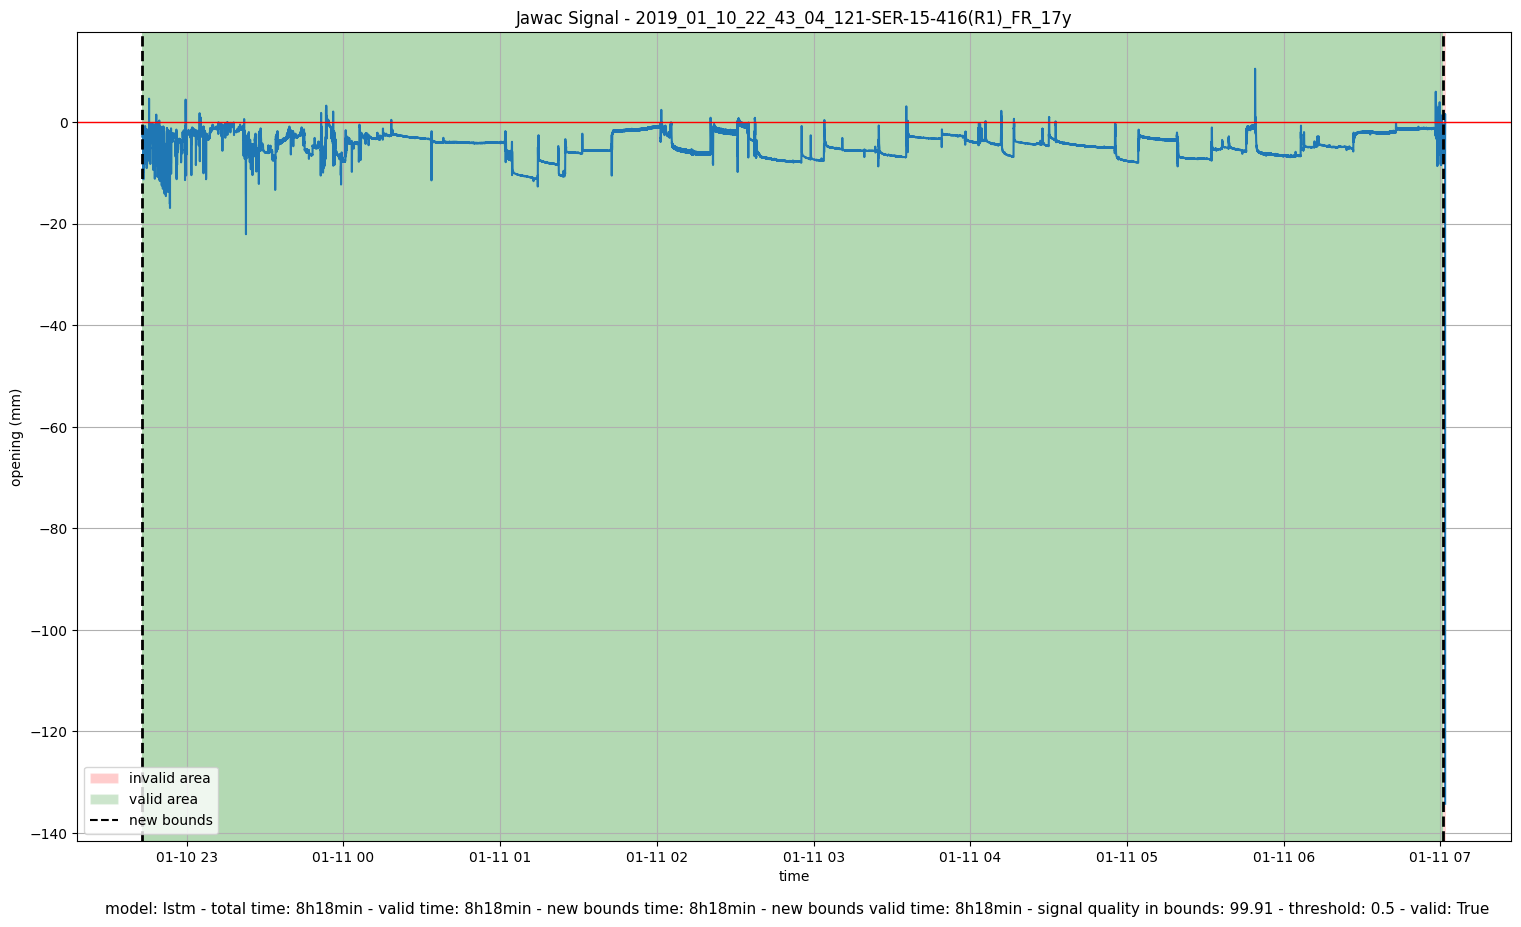 Jawac Signal - 2019_01_10_22_43_04_121-SER-15-416(R1)_FR_17y
opening (mm)
0
−20
−40
−60
−80
−100
−120
−140
invalid area
valid area
new bounds
01-10 23 01-11 00 01-11 01 01-11 02 01-11 03 01-11 04 01-11 05 01-11 06 01-11 07
time
model: lstm - total time: 8h18min - valid time: 8h18min - new bounds time: 8h18min - new bounds valid time: 8h18min - signal quality in bounds: 99.91 - threshold: 0.5 - valid: True